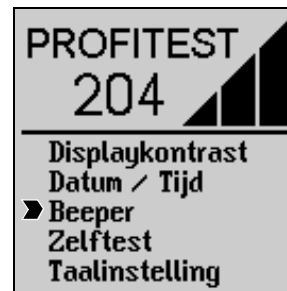 PROFITEST
204
Displaykontrast
Datum / Tijd
Beeper
Zelftest
Taalinstelling